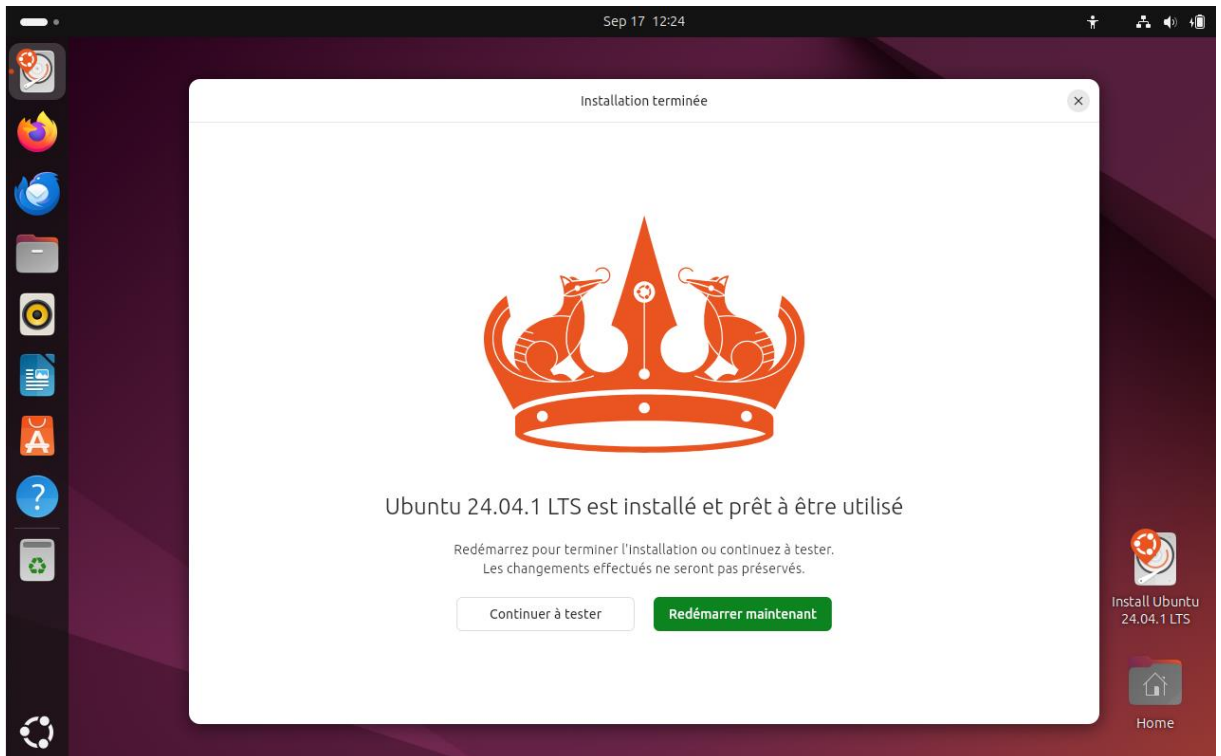 Sep 17 12:24
Installation terminée
Ubuntu 24.04.1 LTS est installé et prêt à être utilisé
Redémarrez pour terminer l'installation ou continuez à tester.
Les changements effectués ne seront pas préservés.
Continuer à tester
Redémarrer maintenant
Install Ubuntu
24.04.1 LTS
Home